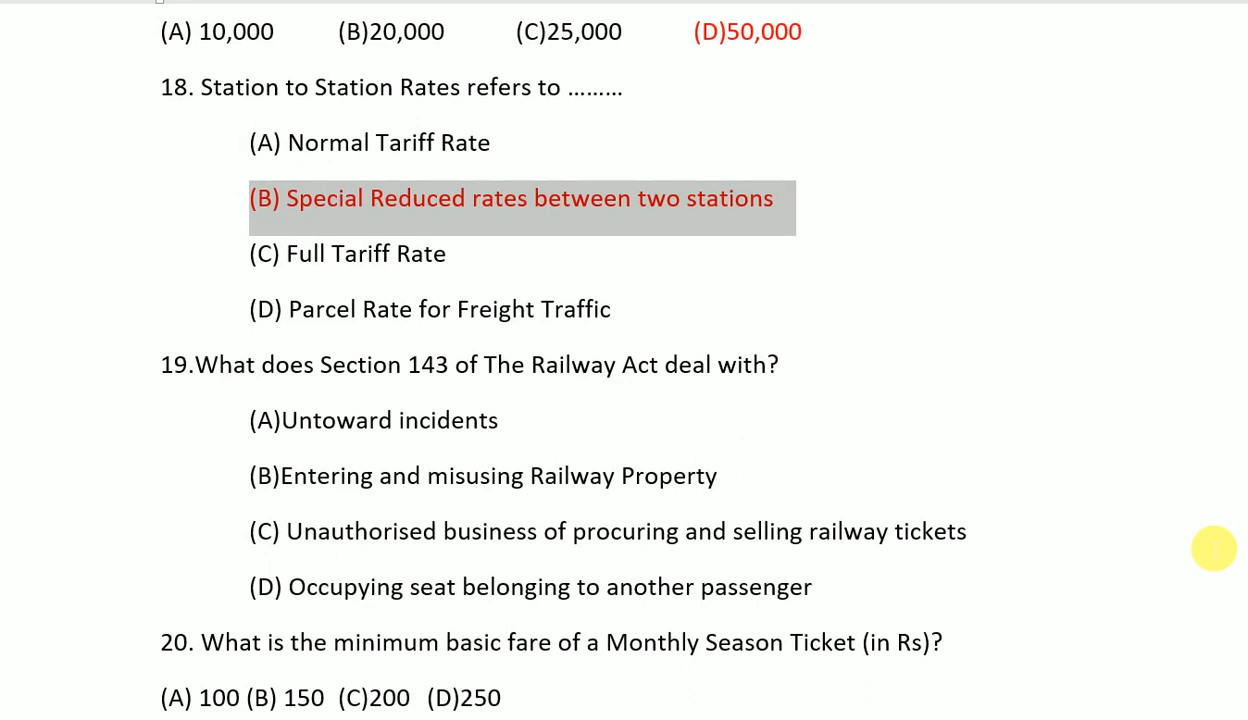 (A) 10,000 (B)20,000 (C)25,000 (D)50,000
18. Station to Station Rates refers to .........
(A) Normal Tariff Rate
(B) Special Reduced rates between two stations
(C) Full Tariff Rate
(D) Parcel Rate for Freight Traffic
19.What does Section 143 of The Railway Act deal with?
(A)Untoward incidents
(B)Entering and misusing Railway Property
(C) Unauthorised business of procuring and selling railway tickets
(D) Occupying seat belonging to another passenger
20. What is the minimum basic fare of a Monthly Season Ticket (in Rs)?
(A) 100 (B) 150 (C)200 (D)250